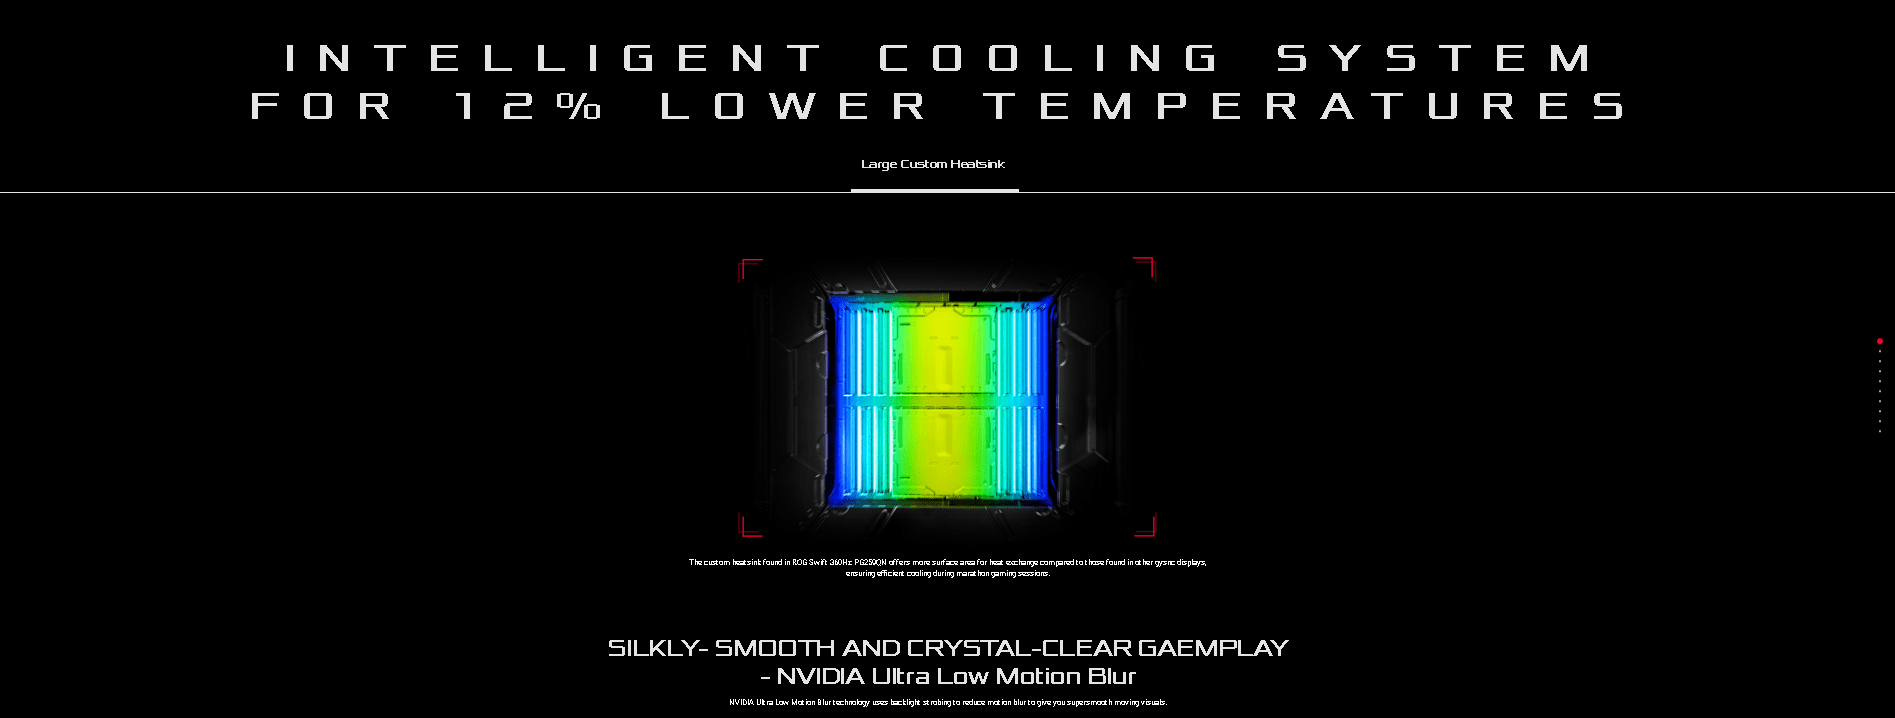 INTELLIGENT COOLING SYSTEM
FOR 12% LOWER TEMPERATURES
Large Custom Heatsink
The custom heatsink found in ROG Swift 360Hz PG259QN offers more surface area for heat exchange compared to those found in other gysnc displays,
ensuring efficient cooling during marathon gaming sessions.
SILKLY- SMOOTH AND CRYSTAL-CLEAR GAEMPLAY
- NVIDIA Ultra Low Motion Blur
NVIDIA Ultra Low Motion Blur technology uses backlight strobing to reduce motion blur to give you supersmooth moving visuals.